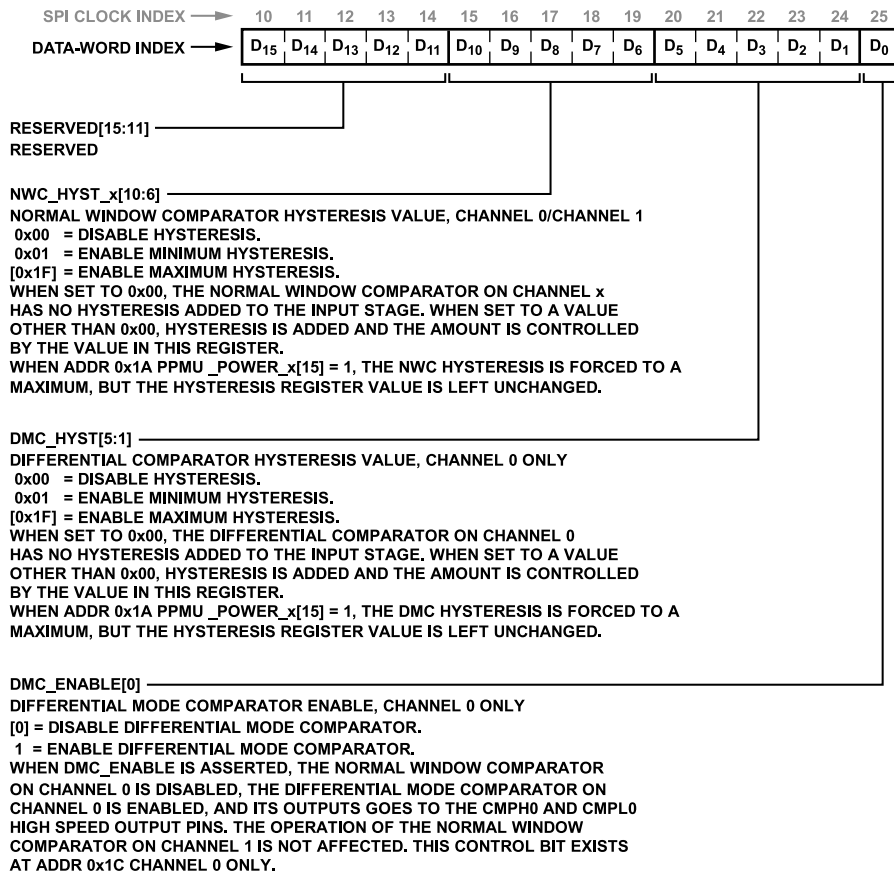 SPI CLOCK INDEX 10 11 12 13 14 15 16 17 18 19 20 21 22 23 24 25
DATA-WORD INDEX D15 D14 D13 D12 D11 D10 D9 D8 D7 D6 D5 D4 D3 D2 D1 D0
RESERVED[15:11]
RESERVED
NWC_HYST_x[10:6]
NORMAL WINDOW COMPARATOR HYSTERESIS VALUE, CHANNEL 0/CHANNEL 1
0x00 = DISABLE HYSTERESIS.
0x01 = ENABLE MINIMUM HYSTERESIS.
[0x1F] = ENABLE MAXIMUM HYSTERESIS.
WHEN SET TO 0x00, THE NORMAL WINDOW COMPARATOR ON CHANNEL x
HAS NO HYSTERESIS ADDED TO THE INPUT STAGE. WHEN SET TO A VALUE
OTHER THAN 0x00, HYSTERESIS IS ADDED AND THE AMOUNT IS CONTROLLED
BY THE VALUE IN THIS REGISTER.
WHEN ADDR 0x1A PPMU _POWER_x[15] = 1, THE NWC HYSTERESIS IS FORCED TO A
MAXIMUM, BUT THE HYSTERESIS REGISTER VALUE IS LEFT UNCHANGED.
DMC_HYST[5:1]
DIFFERENTIAL COMPARATOR HYSTERESIS VALUE, CHANNEL 0 ONLY
0x00 = DISABLE HYSTERESIS.
0x01 = ENABLE MINIMUM HYSTERESIS.
[0x1F] = ENABLE MAXIMUM HYSTERESIS.
WHEN SET TO 0x00, THE DIFFERENTIAL COMPARATOR ON CHANNEL 0
HAS NO HYSTERESIS ADDED TO THE INPUT STAGE. WHEN SET TO A VALUE
OTHER THAN 0x00, HYSTERESIS IS ADDED AND THE AMOUNT IS CONTROLLED
BY THE VALUE IN THIS REGISTER.
WHEN ADDR 0x1A PPMU _POWER_x[15] = 1, THE DMC HYSTERESIS IS FORCED TO A
MAXIMUM, BUT THE HYSTERESIS REGISTER VALUE IS LEFT UNCHANGED.
DMC_ENABLE[0]
DIFFERENTIAL MODE COMPARATOR ENABLE, CHANNEL 0 ONLY
[0] = DISABLE DIFFERENTIAL MODE COMPARATOR.
1 = ENABLE DIFFERENTIAL MODE COMPARATOR.
WHEN DMC_ENABLE IS ASSERTED, THE NORMAL WINDOW COMPARATOR
ON CHANNEL 0 IS DISABLED, THE DIFFERENTIAL MODE COMPARATOR ON
CHANNEL 0 IS ENABLED, AND ITS OUTPUTS GOES TO THE CMPH0 AND CMPL0
HIGH SPEED OUTPUT PINS. THE OPERATION OF THE NORMAL WINDOW
COMPARATOR ON CHANNEL 1 IS NOT AFFECTED. THIS CONTROL BIT EXISTS
AT ADDR 0x1C CHANNEL 0 ONLY.